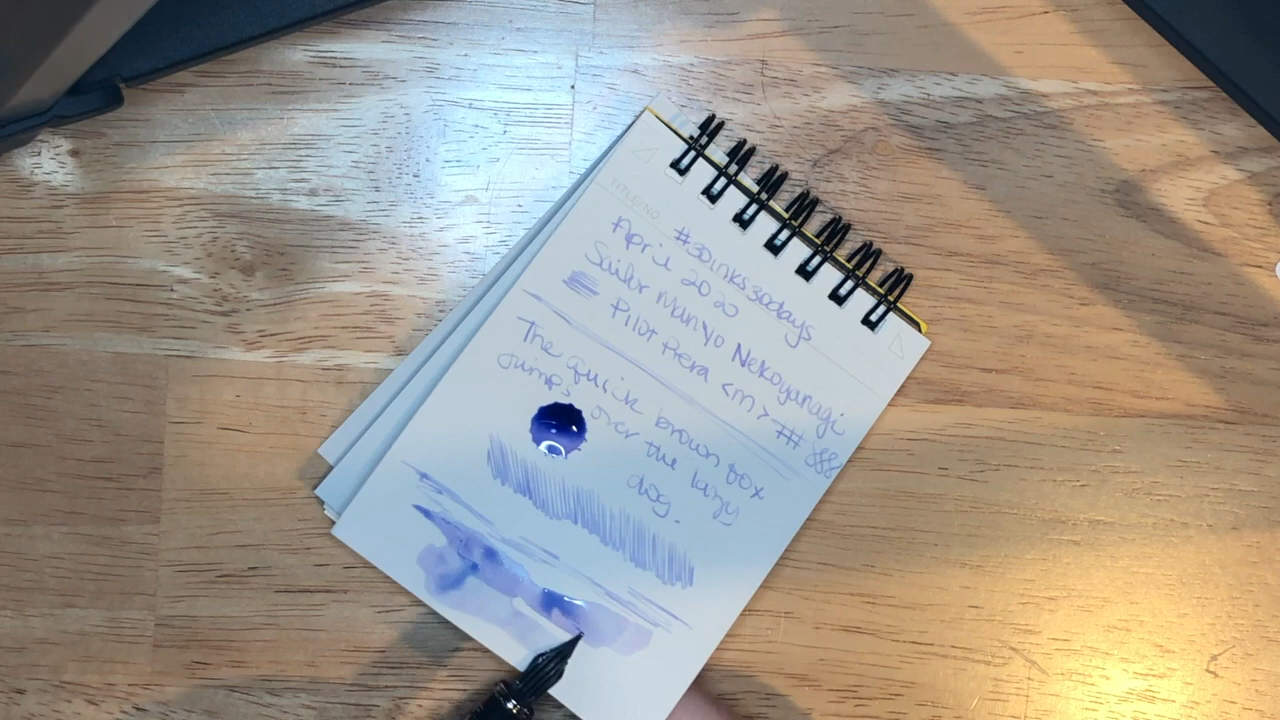 TITLE/NO.
#30inks30days
April 2020
Sailor Manyo Nekoyanagi
Pilot Pera <m> ## 888
The quick brown fox
jumps over the lazy
dog.